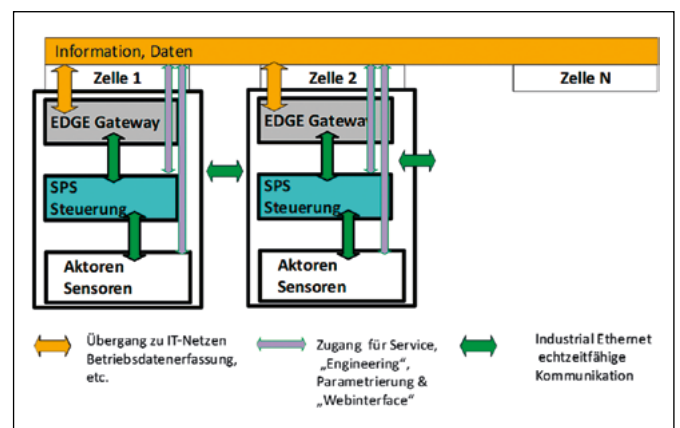 Information, Daten
Zelle 1
Zelle 2
Zelle N
EDGE Gateway
EDGE Gateway
SPS
Steuerung
SPS
Steuerung
Aktoren
Sensoren
Aktoren
Sensoren
Übergang zu IT-Netzen
Betriebsdatenerfassung,
etc.
Zugang für Service,
„Engineering“,
Parametrierung &
„Webinterface“
Industrial Ethernet
echtzeitfähige
Kommunikation